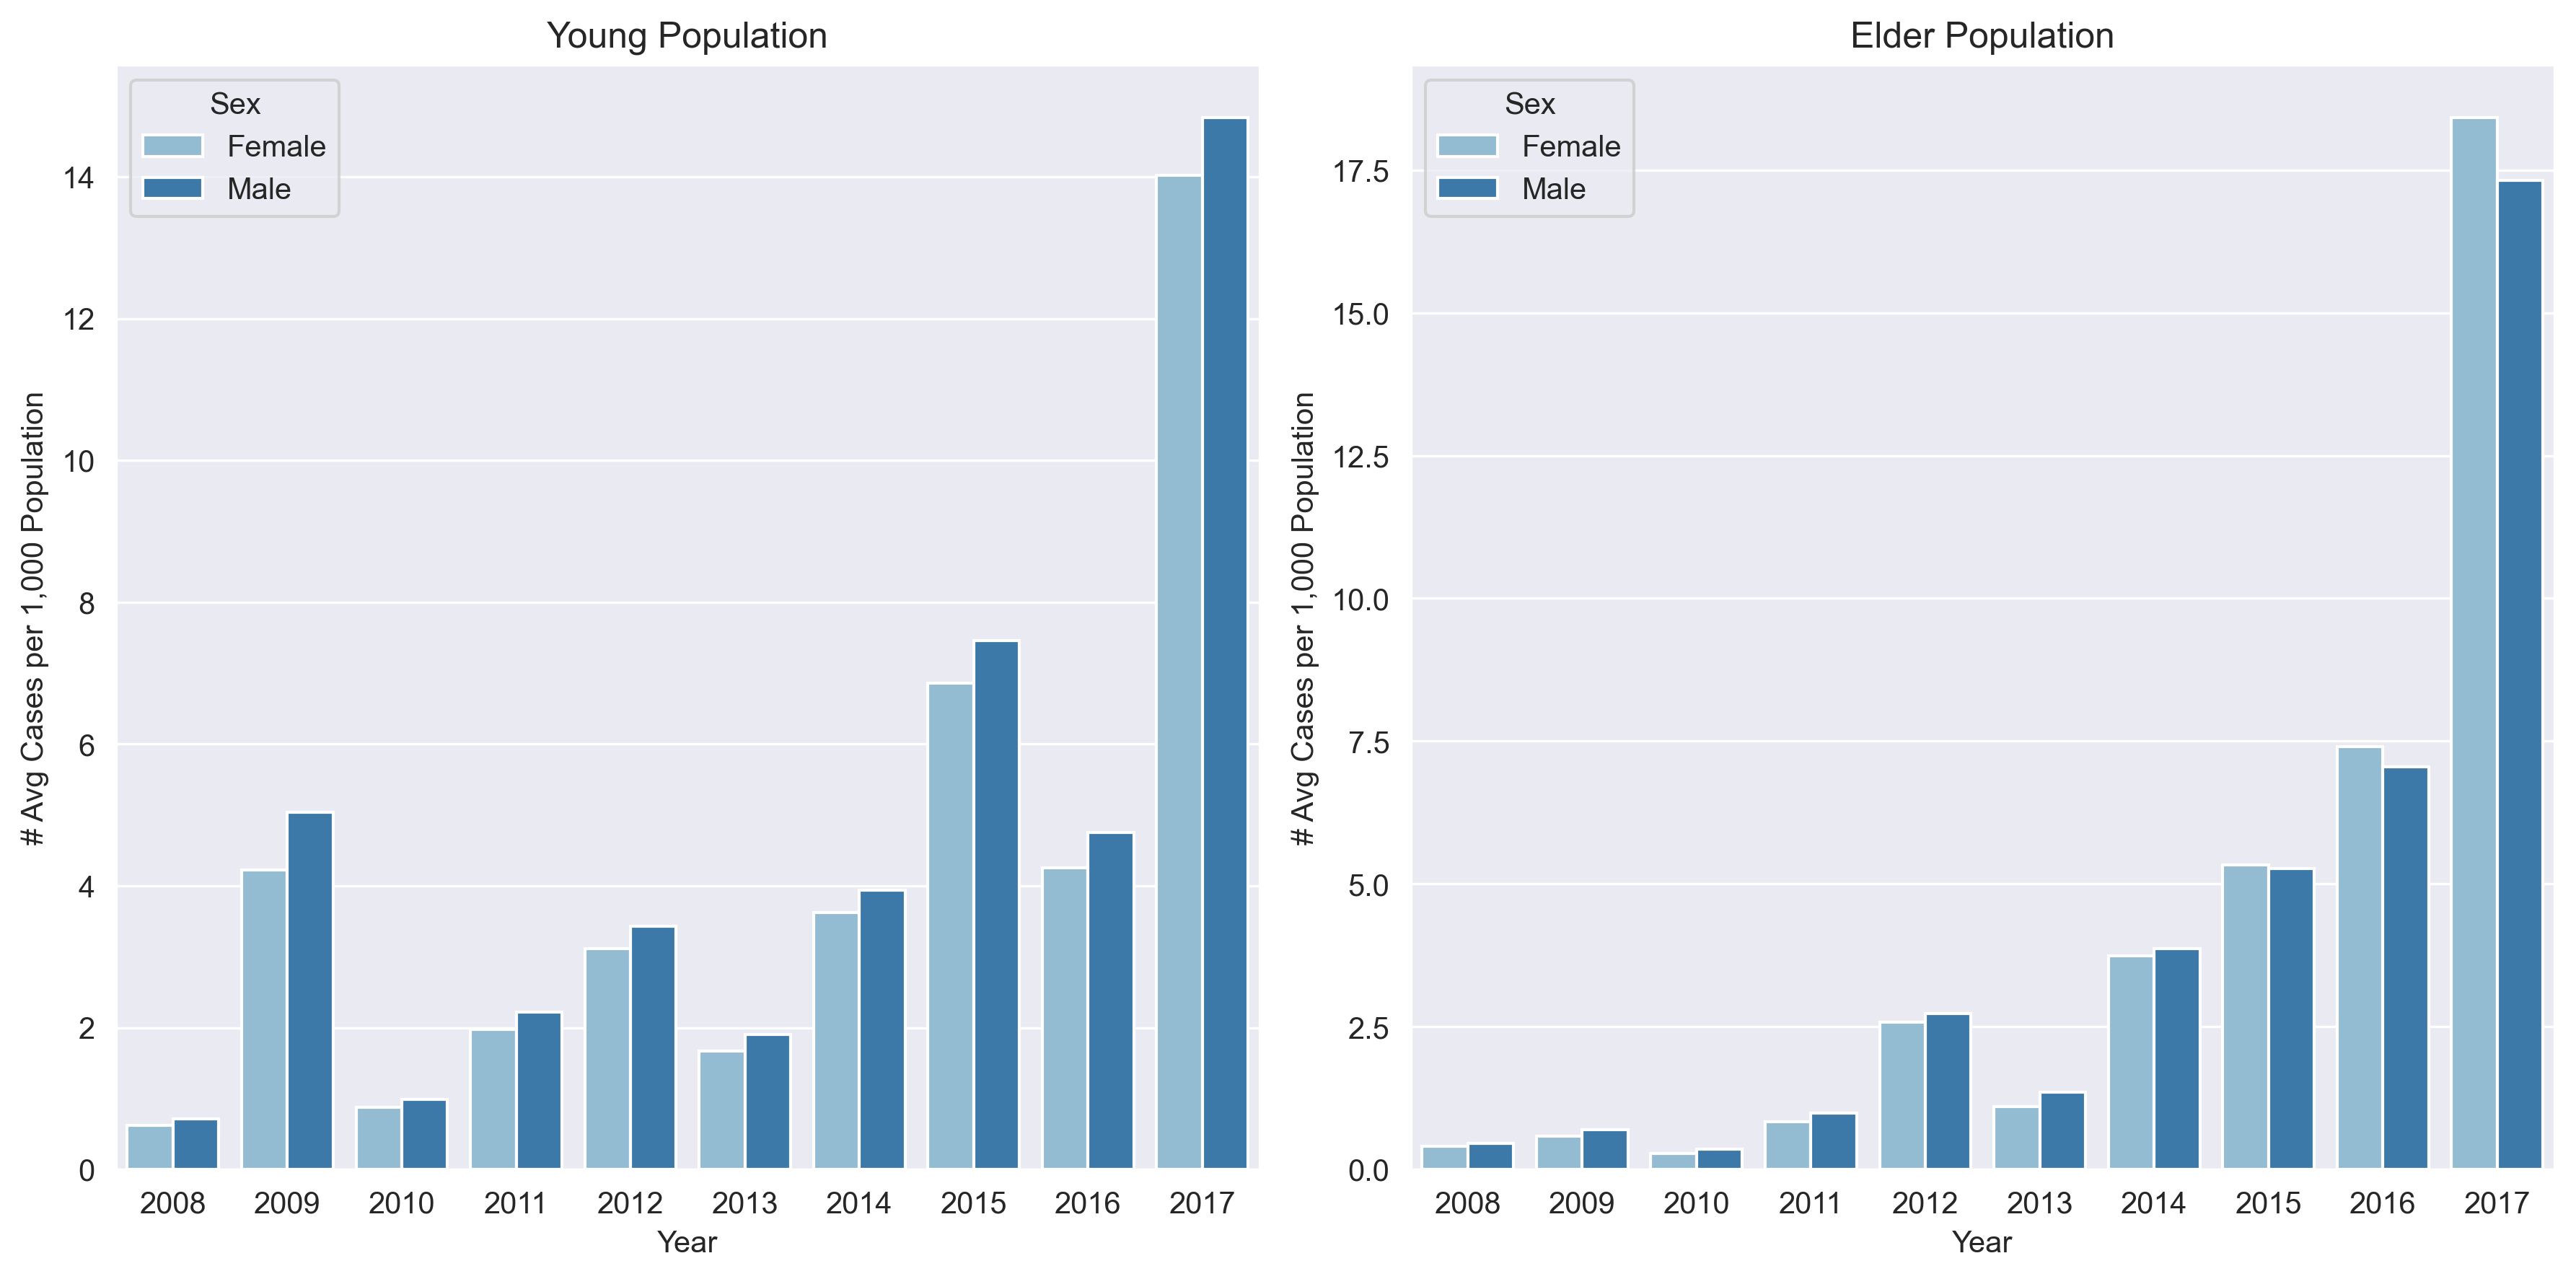 Young Population
Sex
Female
Male
# Avg Cases per 1,000 Population
14
12
10
8
6
4
2
0
2008 2009 2010 2011 2012 2013 2014 2015 2016 2017
Year
Elder Population
Sex
Female
Male
# Avg Cases per 1,000 Population
17.5
15.0
12.5
10.0
7.5
5.0
2.5
0.0
2008 2009 2010 2011 2012 2013 2014 2015 2016 2017
Year